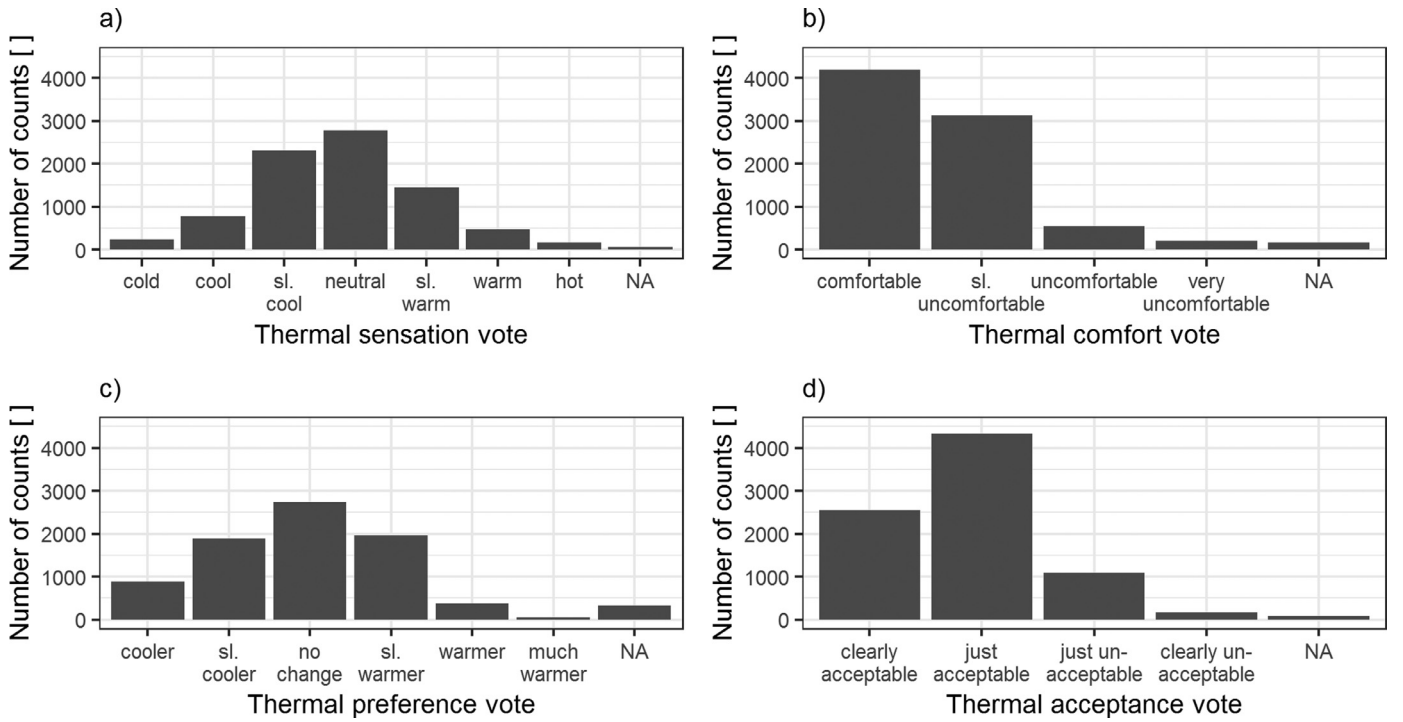 a)
Number of counts [ ]
4000
3000
2000
1000
0
cold cool sl. neutral sl. warm hot NA
cool warm
Thermal sensation vote
b)
Number of counts [ ]
4000
3000
2000
1000
0
comfortable sl. uncomfortable very NA
uncomfortable uncomfortable
Thermal comfort vote
c)
Number of counts [ ]
4000
3000
2000
1000
0
cooler sl. no sl. warmer much NA
cooler change warmer warmer
Thermal preference vote
d)
Number of counts [ ]
4000
3000
2000
1000
0
clearly just just un- clearly un- NA
acceptable acceptable acceptable acceptable
Thermal acceptance vote